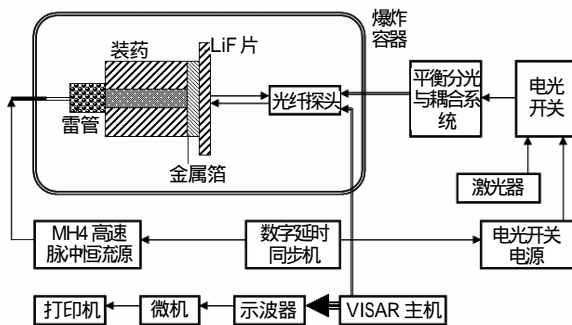 爆炸
容器
装药
LiF 片
雷管
金属箔
光纤探头
平衡分光
与耦合系
统
电光
开关
激光器
MH4 高速
脉冲恒流源
数字延时
同步机
电光开关
电源
打印机
微机
示波器
VISAR 主机